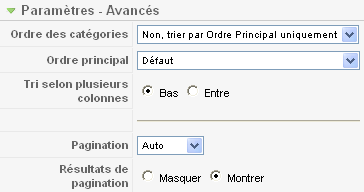 Paramètres - Avancés
Ordre des catégories Non, trier par Ordre Principal uniquement
Ordre principal Défaut
Tri selon plusieurs colonnes Bas Entre
Pagination Auto
Résultats de pagination Masquer Montrer